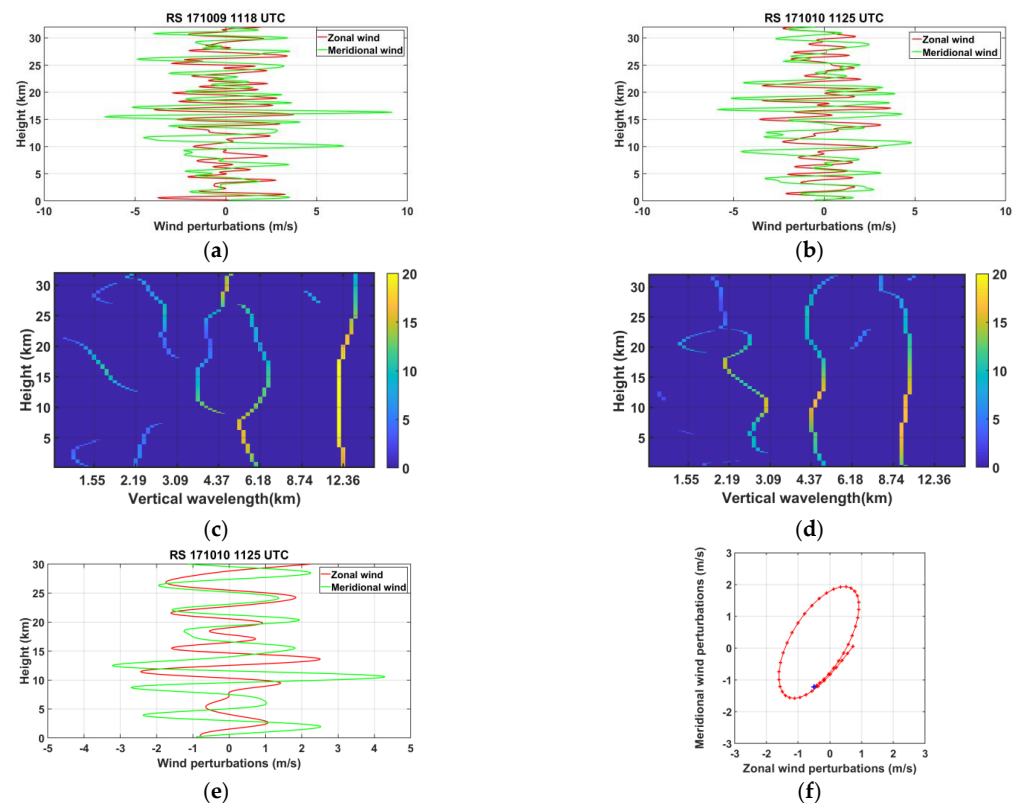 RS 171009 1118 UTC
Zonal wind
Meridional wind
Height (km)
30
25
20
15
10
5
0
-10 -5 0 5 10
Wind perturbations (m/s)
(a)
RS 171010 1125 UTC
Zonal wind
Meridional wind
Height (km)
30
25
20
15
10
5
0
-10 -5 0 5 10
Wind perturbations (m/s)
(b)
Height (km)
30
25
20
15
10
5
1.55 2.19 3.09 4.37 6.18 8.74 12.36
Vertical wavelength(km)
20
15
10
5
0
(c)
Height (km)
30
25
20
15
10
5
1.55 2.19 3.09 4.37 6.18 8.74 12.36
Vertical wavelength(km)
20
15
10
5
0
(d)
RS 171010 1125 UTC
Zonal wind
Meridional wind
Height (km)
30
25
20
15
10
5
0
-5 -4 -3 -2 -1 0 1 2 3 4 5
Wind perturbations (m/s)
(e)
Meridional wind perturbations (m/s)
3
2
1
0
-1
-2
-3
-3 -2 -1 0 1 2 3
Zonal wind perturbations (m/s)
(f)